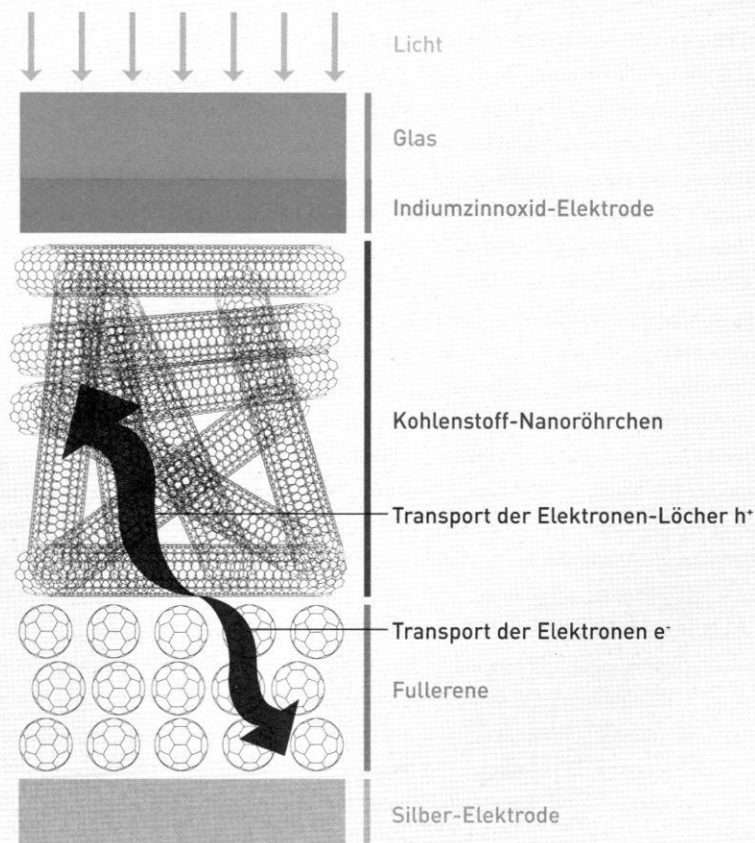 Licht
Glas
Indiumzinnoxid-Elektrode
Kohlenstoff-Nanoröhrchen
Transport der Elektronen-Löcher h⁺
Transport der Elektronen e⁻
Fullerene
Silber-Elektrode